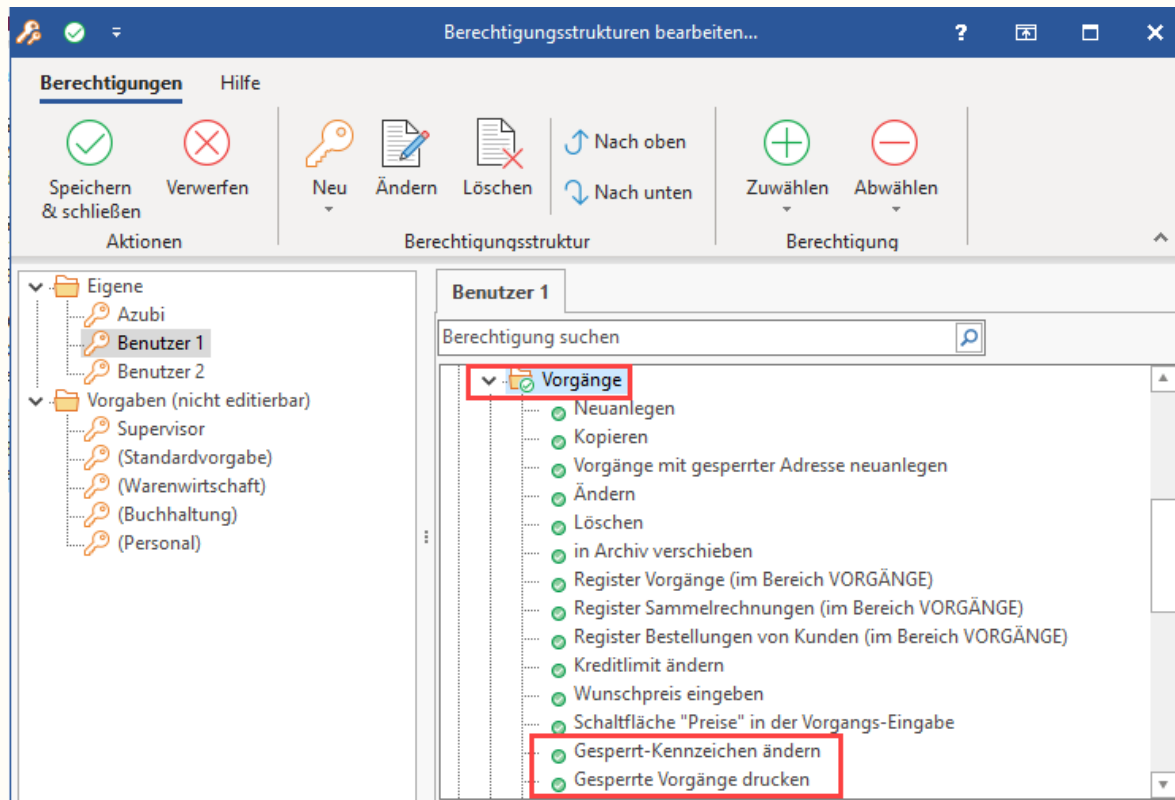 Berechtigungsstrukturen bearbeiten...
?
Berechtigungen Hilfe
Speichern & schließen
Verwerfen
Neu
Ändern
Löschen
Nach oben
Nach unten
Zuwählen
Abwählen
Aktionen
Berechtigungsstruktur
Berechtigung
Eigene
Azubi
Benutzer 1
Benutzer 2
Vorgaben (nicht editierbar)
Supervisor
(Standardvorgabe)
(Warenwirtschaft)
(Buchhaltung)
(Personal)
Benutzer 1
Berechtigung suchen
Vorgänge
Neuanlegen
Kopieren
Vorgänge mit gesperrter Adresse neuanlegen
Ändern
Löschen
in Archiv verschieben
Register Vorgänge (im Bereich VORGÄNGE)
Register Sammelrechnungen (im Bereich VORGÄNGE)
Register Bestellungen von Kunden (im Bereich VORGÄNGE)
Kreditlimit ändern
Wunschpreis eingeben
Schaltfläche "Preise" in der Vorgangs-Eingabe
Gesperrt-Kennzeichen ändern
Gesperrte Vorgänge drucken